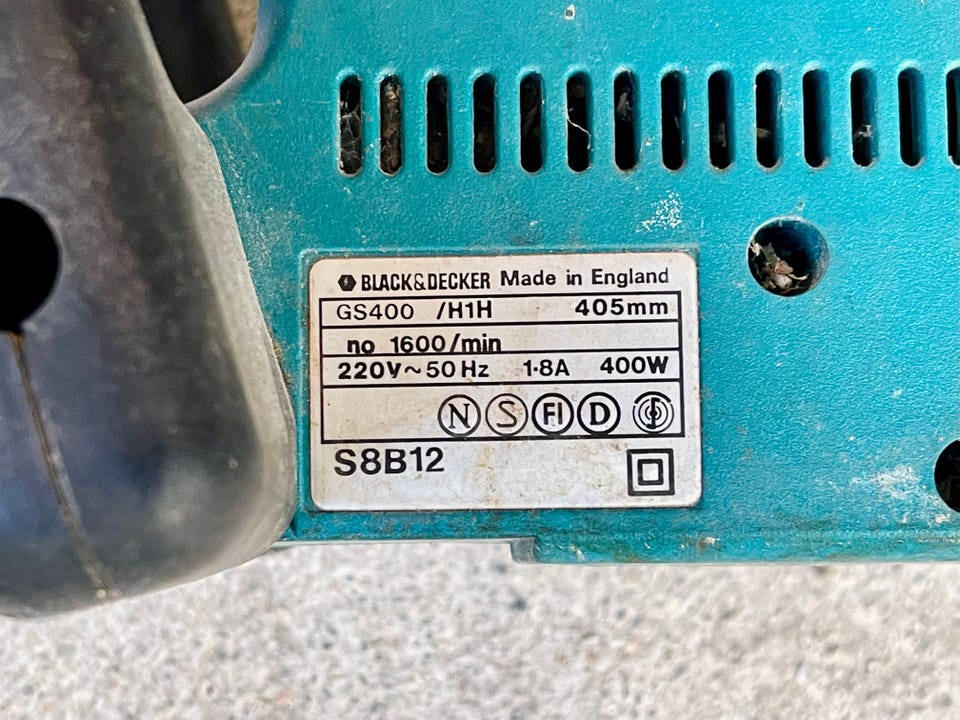 BLACK&DECKER Made in England
GS400 /H1H 405mm
no 1600/min
220V~50Hz 1·8A 400W
N S FI D
S8B12